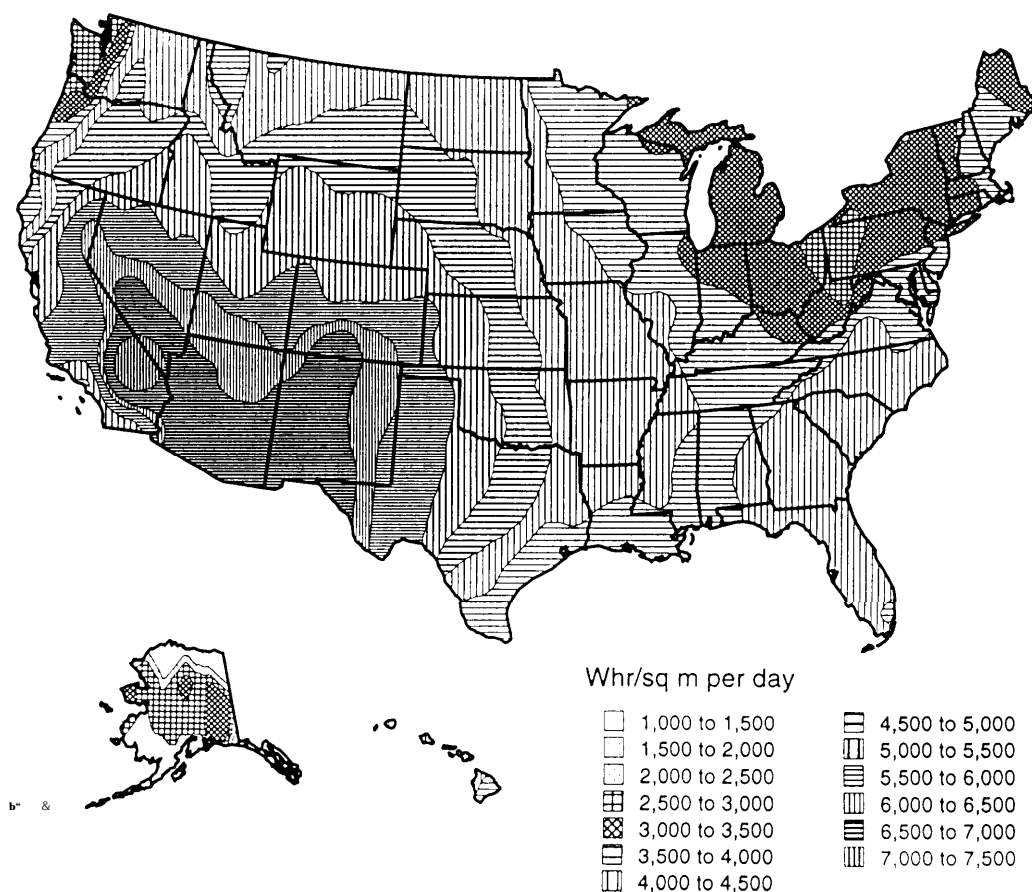 Whr/sq m per day
1,000 to 1,500
1,500 to 2,000
2,000 to 2,500
2,500 to 3,000
3,000 to 3,500
3,500 to 4,000
4,000 to 4,500
4,500 to 5,000
5,000 to 5,500
5,500 to 6,000
6,000 to 6,500
6,500 to 7,000
7,000 to 7,500
b" &